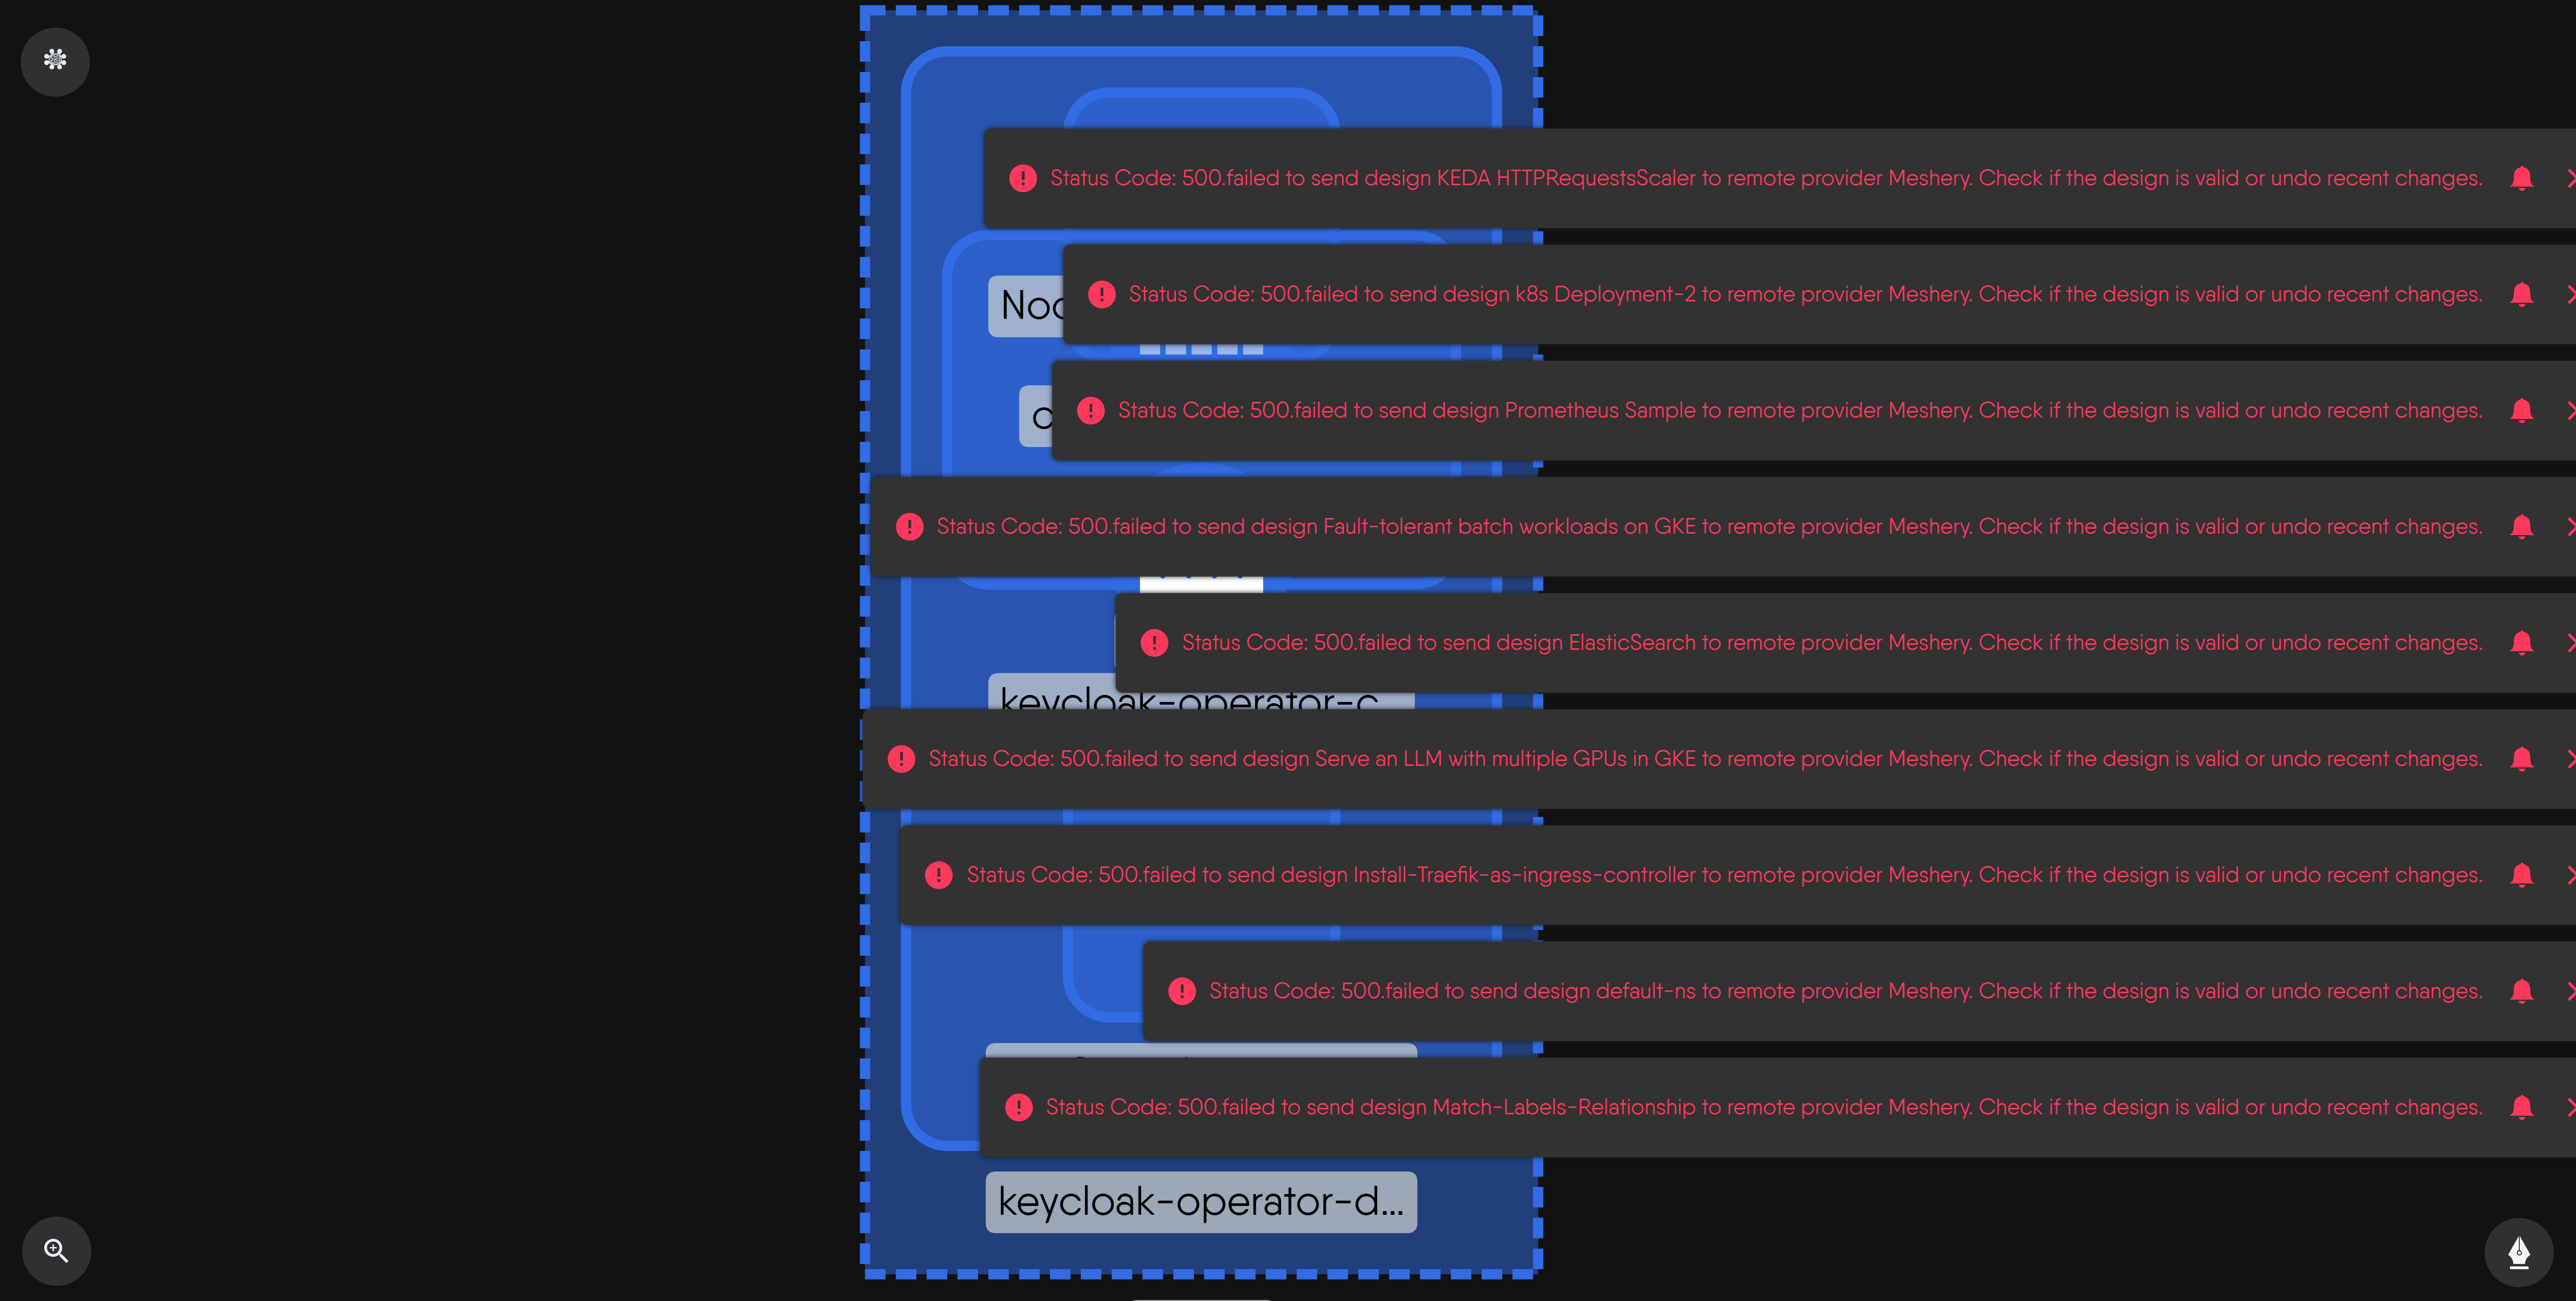 Status Code: 500.failed to send design KEDA HTTPRequestsScaler to remote provider Meshery. Check if the design is valid or undo recent changes.
Status Code: 500.failed to send design k8s Deployment-2 to remote provider Meshery. Check if the design is valid or undo recent changes.
Status Code: 500.failed to send design Prometheus Sample to remote provider Meshery. Check if the design is valid or undo recent changes.
Status Code: 500.failed to send design Fault-tolerant batch workloads on GKE to remote provider Meshery. Check if the design is valid or undo recent changes.
Status Code: 500.failed to send design ElasticSearch to remote provider Meshery. Check if the design is valid or undo recent changes.
keycloak-operator-c
Status Code: 500.failed to send design Serve an LLM with multiple GPUs in GKE to remote provider Meshery. Check if the design is valid or undo recent changes.
Status Code: 500.failed to send design Install-Traefik-as-ingress-controller to remote provider Meshery. Check if the design is valid or undo recent changes.
Status Code: 500.failed to send design default-ns to remote provider Meshery. Check if the design is valid or undo recent changes.
Status Code: 500.failed to send design Match-Labels-Relationship to remote provider Meshery. Check if the design is valid or undo recent changes.
keycloak-operator-d...